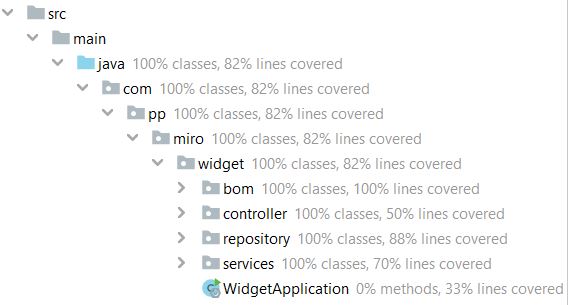 src
main
java 100% classes, 82% lines covered
com 100% classes, 82% lines covered
pp 100% classes, 82% lines covered
miro 100% classes, 82% lines covered
widget 100% classes, 82% lines covered
bom 100% classes, 100% lines covered
controller 100% classes, 50% lines covered
repository 100% classes, 88% lines covered
services 100% classes, 70% lines covered
WidgetApplication 0% methods, 33% lines covered